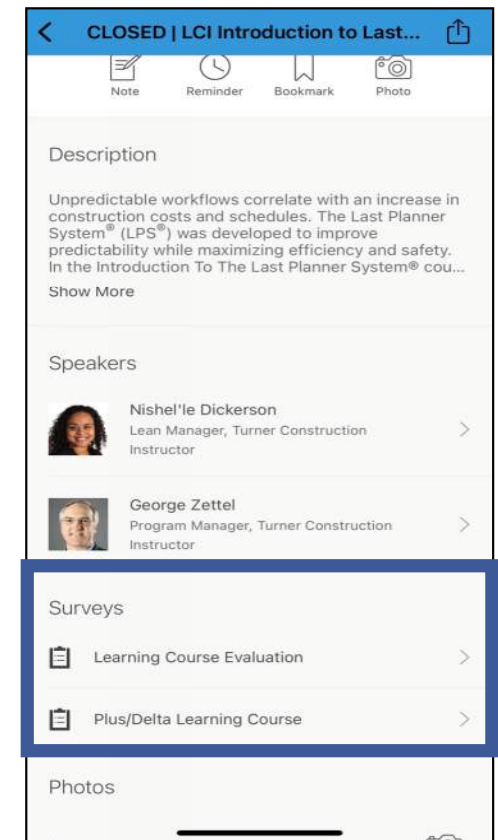 CLOSED | LCI Introduction to Last...
Note Reminder Bookmark Photo
Description
Unpredictable workflows correlate with an increase in
construction costs and schedules. The Last Planner
System® (LPS®) was developed to improve
predictability while maximizing efficiency and safety.
In the Introduction To The Last Planner System® cou...
Show More
Speakers
Nishel'le Dickerson
Lean Manager, Turner Construction
Instructor
George Zettel
Program Manager, Turner Construction
Instructor
Surveys
Learning Course Evaluation
Plus/Delta Learning Course
Photos